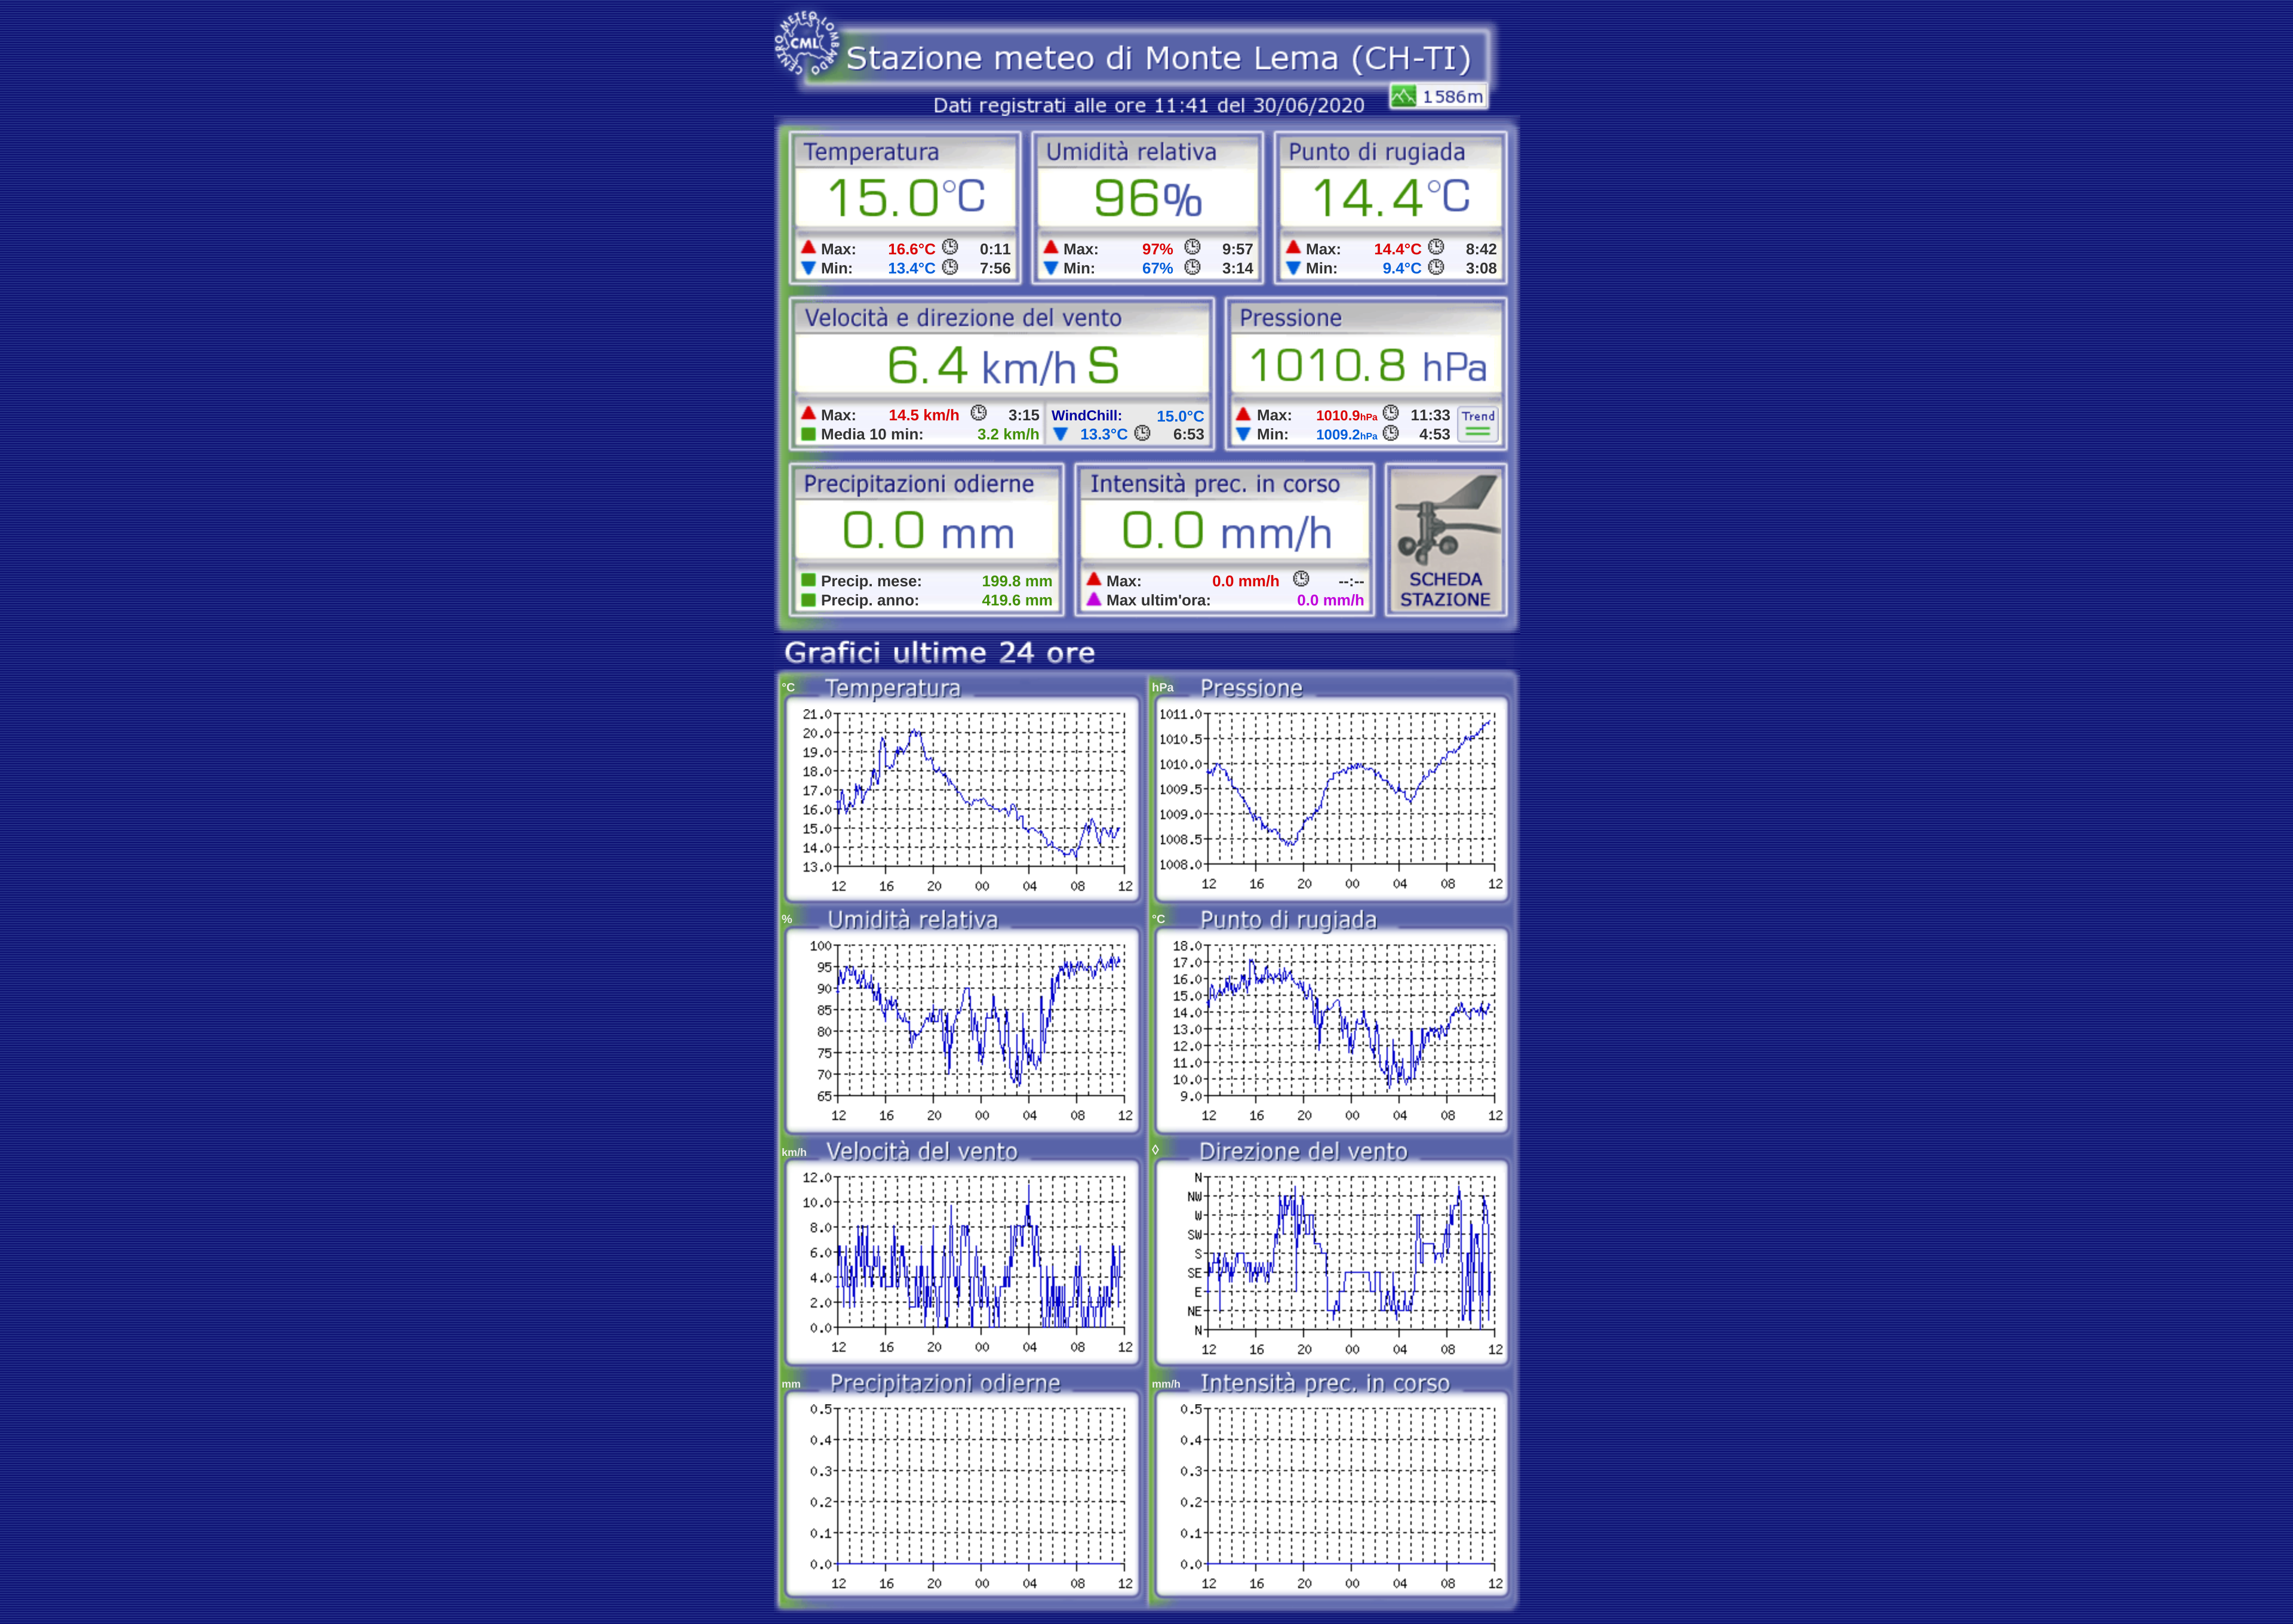 CENTRO METEO LOMBARDO
CML
Stazione meteo di Monte Lema (CH-TI)
Dati registrati alle ore 11:41 del 30/06/2020
1586m
Temperatura
15.0°C
Max: 16.6°C 0:11
Min: 13.4°C 7:56
Umidità relativa
96%
Max: 97% 9:57
Min: 67% 3:14
Punto di rugiada
14.4°C
Max: 14.4°C 8:42
Min: 9.4°C 3:08
Velocità e direzione del vento
6.4 km/h S
Max: 14.5 km/h 3:15
Media 10 min: 3.2 km/h
WindChill: 15.0°C
13.3°C 6:53
Pressione
1010.8 hPa
Max: 1010.9hPa 11:33
Min: 1009.2hPa 4:53
Trend
Precipitazioni odierne
0.0 mm
Precip. mese: 199.8 mm
Precip. anno: 419.6 mm
Intensità prec. in corso
0.0 mm/h
Max: 0.0 mm/h --:--
Max ultim'ora: 0.0 mm/h
SCHEDA
STAZIONE
Grafici ultime 24 ore
°C Temperatura
21.0
20.0
19.0
18.0
17.0
16.0
15.0
14.0
13.0
12 16 20 00 04 08 12
hPa Pressione
1011.0
1010.5
1010.0
1009.5
1009.0
1008.5
1008.0
12 16 20 00 04 08 12
% Umidità relativa
100
95
90
85
80
75
70
65
12 16 20 00 04 08 12
°C Punto di rugiada
18.0
17.0
16.0
15.0
14.0
13.0
12.0
11.0
10.0
9.0
12 16 20 00 04 08 12
km/h Velocità del vento
12.0
10.0
8.0
6.0
4.0
2.0
0.0
12 16 20 00 04 08 12
◊ Direzione del vento
N
NW
W
SW
S
SE
E
NE
N
12 16 20 00 04 08 12
mm Precipitazioni odierne
0.5
0.4
0.3
0.2
0.1
0.0
12 16 20 00 04 08 12
mm/h Intensità prec. in corso
0.5
0.4
0.3
0.2
0.1
0.0
12 16 20 00 04 08 12